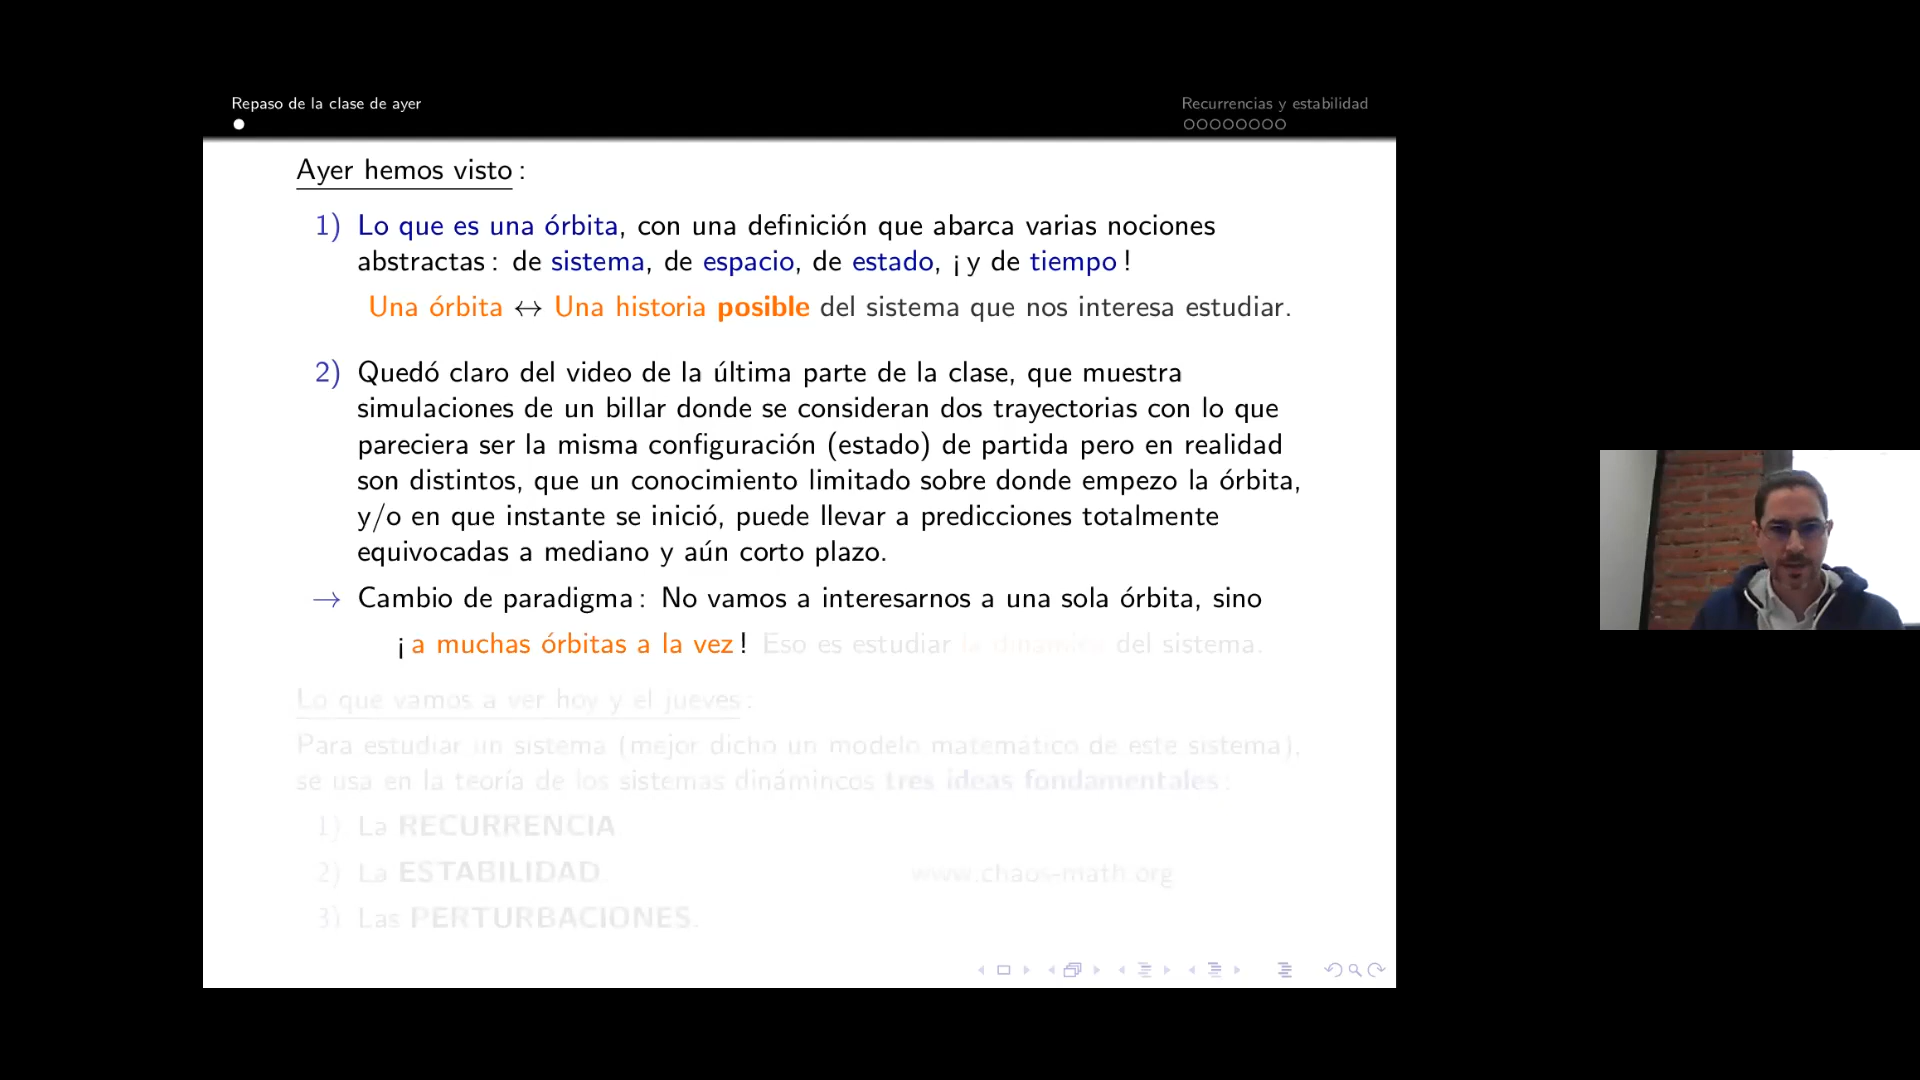 Repaso de la clase de ayer
Recurrencias y estabilidad
Ayer hemos visto :
1) Lo que es una órbita, con una definición que abarca varias nociones
abstractas : de sistema, de espacio, de estado, ¡ y de tiempo !
Una órbita ↔ Una historia posible del sistema que nos interesa estudiar.
2) Quedó claro del video de la última parte de la clase, que muestra
simulaciones de un billar donde se consideran dos trayectorias con lo que
pareciera ser la misma configuración (estado) de partida pero en realidad
son distintos, que un conocimiento limitado sobre donde empezo la órbita,
y/o en que instante se inició, puede llevar a predicciones totalmente
equivocadas a mediano y aún corto plazo.
→ Cambio de paradigma : No vamos a interesarnos a una sola órbita, sino
¡ a muchas órbitas a la vez ! Eso es estudiar la dinámica del sistema.
Lo que vamos a ver hoy y el jueves :
Para estudiar un sistema (mejor dicho un modelo matemático de este sistema),
se usa en la teoría de los sistemas dinámincos tres ideas fundamentales :
1) La RECURRENCIA
2) La ESTABILIDAD.
www.chaos-math.org
3) Las PERTURBACIONES.